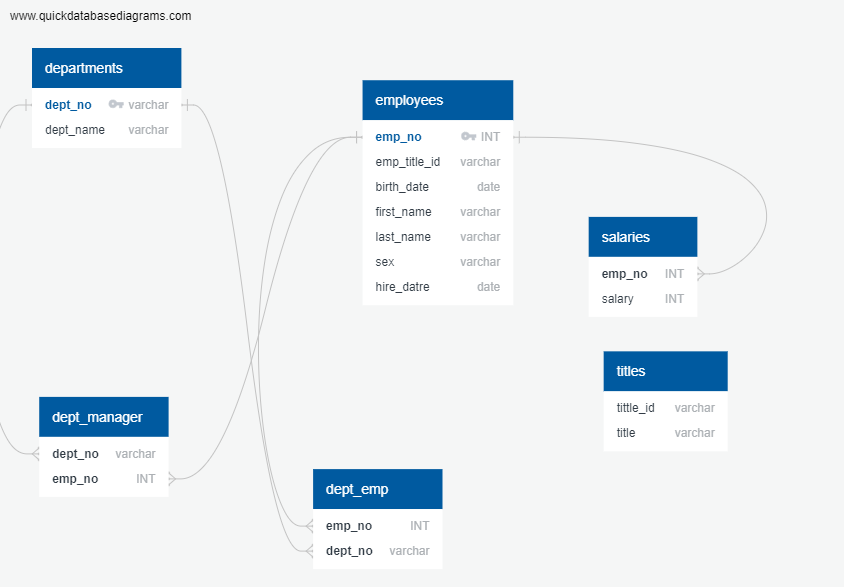 www.quickdatabasediagrams.com
departments
dept_no varchar
dept_name varchar
employees
emp_no INT
emp_title_id varchar
birth_date date
first_name varchar
last_name varchar
sex varchar
hire_datre date
salaries
emp_no INT
salary INT
titles
tittle_id varchar
title varchar
dept_manager
dept_no varchar
emp_no INT
dept_emp
emp_no INT
dept_no varchar